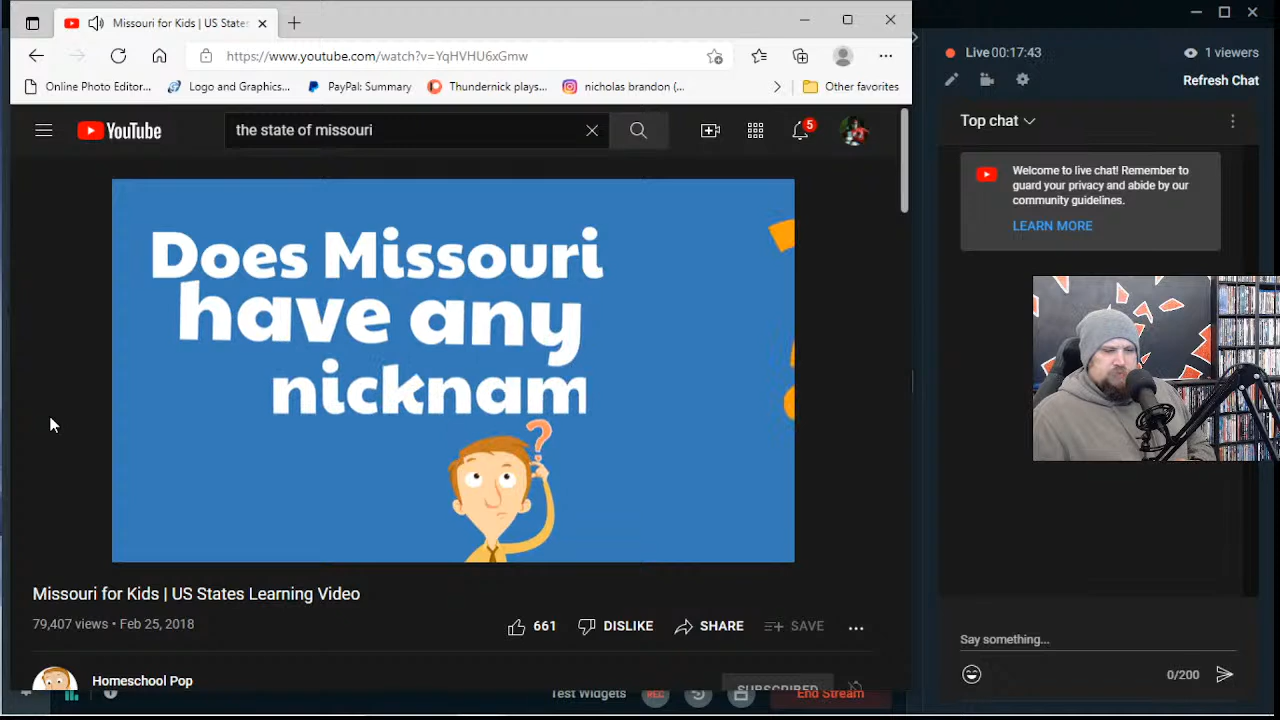 Missouri for Kids | US States
https://www.youtube.com/watch?v=YqHVHU6xGmw
Online Photo Editor...
Logo and Graphics...
PayPal: Summary
Thundernick plays...
nicholas brandon (...
Other favorites
YouTube
the state of missouri
5
Does Missouri
have any
nicknam
?
Missouri for Kids | US States Learning Video
79,407 views • Feb 25, 2018
661
DISLIKE
SHARE
SAVE
Homeschool Pop
SUBSCRIBED
Test Widgets
REC
End Stream
Live 00:17:43
1 viewers
Refresh Chat
Top chat
Welcome to live chat! Remember to
guard your privacy and abide by our
community guidelines.
LEARN MORE
Say something...
0/200